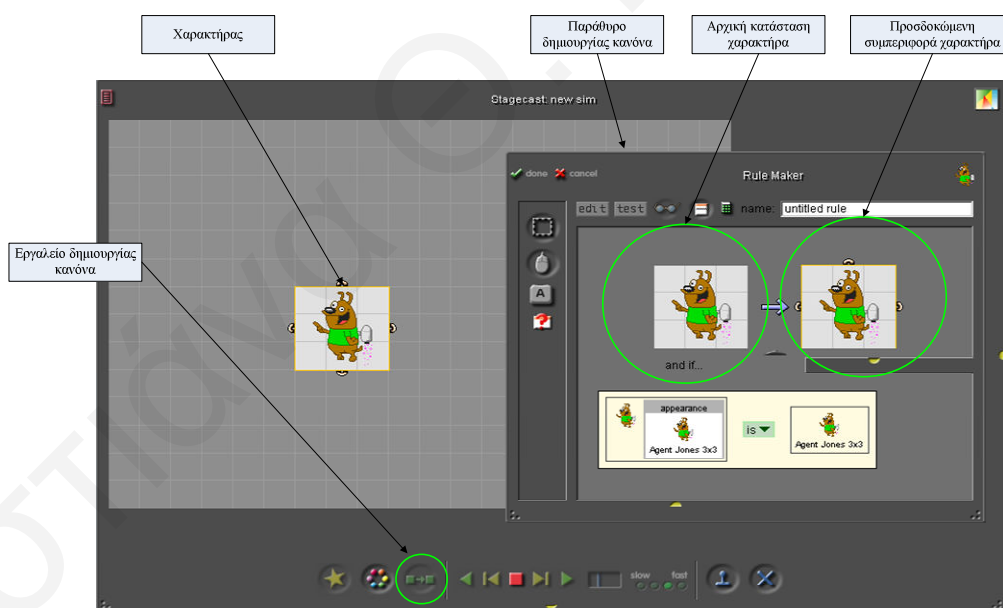 Χαρακτήρας
Παράθυρο
δημιουργίας κανόνα
Αρχική κατάσταση
χαρακτήρα
Προσδοκώμενη
συμπεριφορά χαρακτήρα
Stagecast: new sim
done cancel
Rule Maker
edit test name: untitled rule
Εργαλείο δημιουργίας
κανόνα
A
and if...
appearance
Agent Jones 3x3
is
Agent Jones 3x3
slow fast